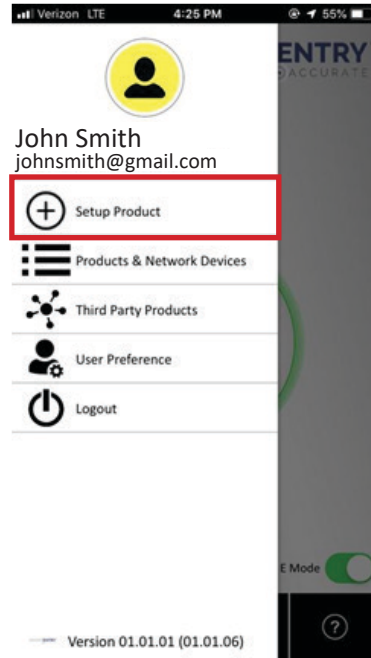 Verizon LTE 4:25 PM 55%
ENTRY
ACCURATE
John Smith
johnsmith@gmail.com
Setup Product
Products & Network Devices
Third Party Products
User Preference
Logout
E Mode
?
Version 01.01.01 (01.01.06)